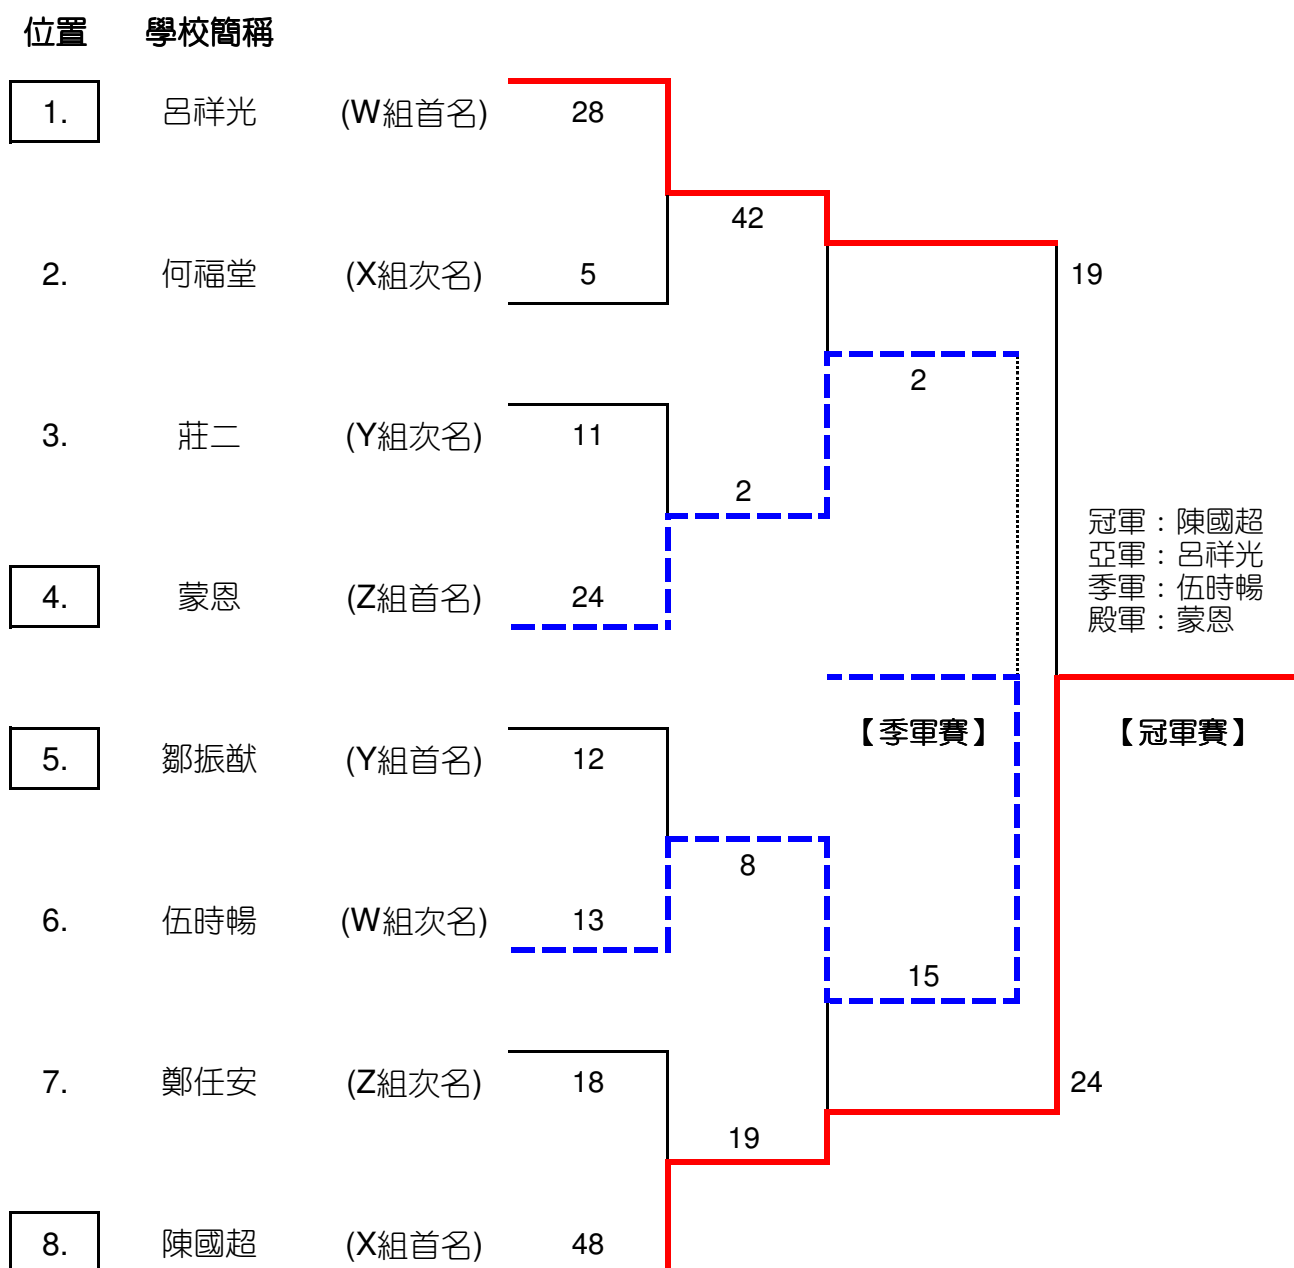 位置 學校簡稱
1. 呂祥光 (W組首名) 28
42
2. 何福堂 (X組次名) 5 19
2
3. 莊二 (Y組次名) 11
2
冠軍：陳國超
亞軍：呂祥光
季軍：伍時暢
殿軍：蒙恩
4. 蒙恩 (Z組首名) 24
【季軍賽】 【冠軍賽】
5. 鄒振猷 (Y組首名) 12
8
6. 伍時暢 (W組次名) 13
15
7. 鄭任安 (Z組次名) 18 24
19
8. 陳國超 (X組首名) 48